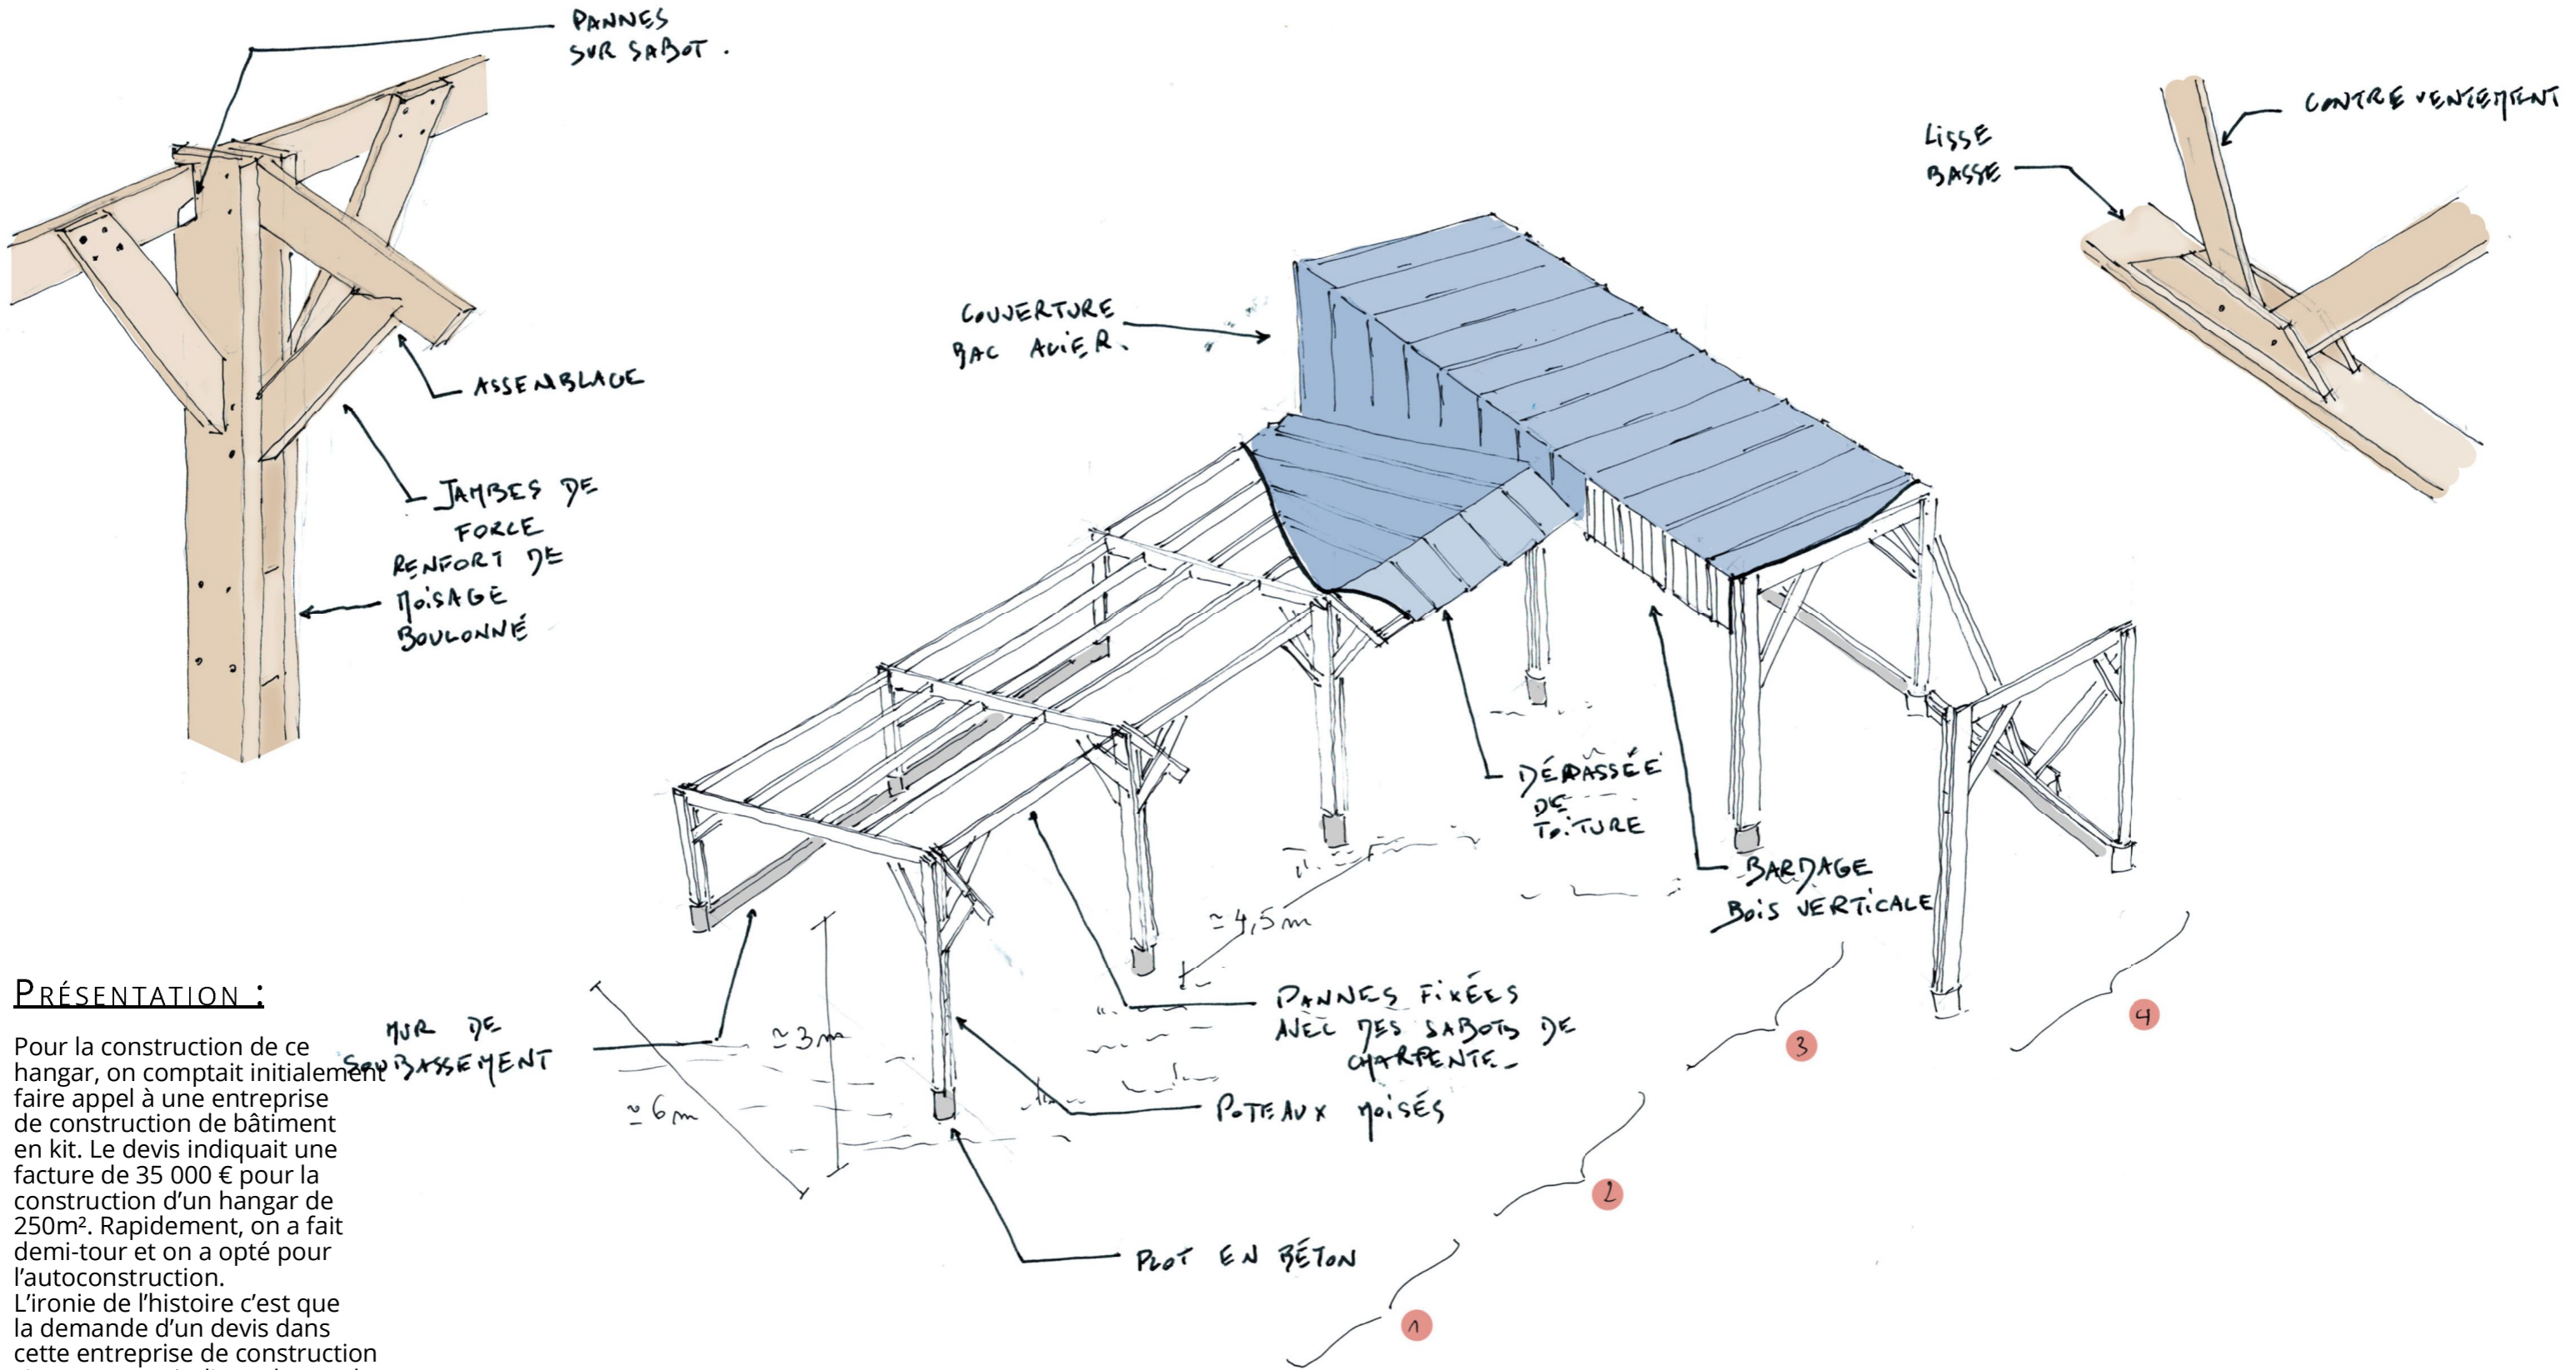 PANNES
SUR SABOT.
ASSEMBLAGE
JAMBES DE
FORCE
RENFORT DE
MOISAGE
BOULONNÉ
COUVERTURE
BAC ACIER.
LISSE
BASSE
CONTREVENTEMENT
DÉPASSÉE
DE
TOITURE
BARDAGE
BOIS VERTICALE
≃ 4,5 m
PANNES FIXÉES
AVEC DES SABOTS DE
CHARPENTE_
POTEAUX MOISÉS
PLOT EN BÉTON
MUR DE
SOUBASSEMENT
≃ 3m
≃ 6m
1
2
3
4
PRÉSENTATION :
Pour la construction de ce
hangar, on comptait initialement
faire appel à une entreprise
de construction de bâtiment
en kit. Le devis indiquait une
facture de 35 000 € pour la
construction d'un hangar de
250m². Rapidement, on a fait
demi-tour et on a opté pour
l'autoconstruction.
L'ironie de l'histoire c'est que
la demande d'un devis dans
cette entreprise de construction